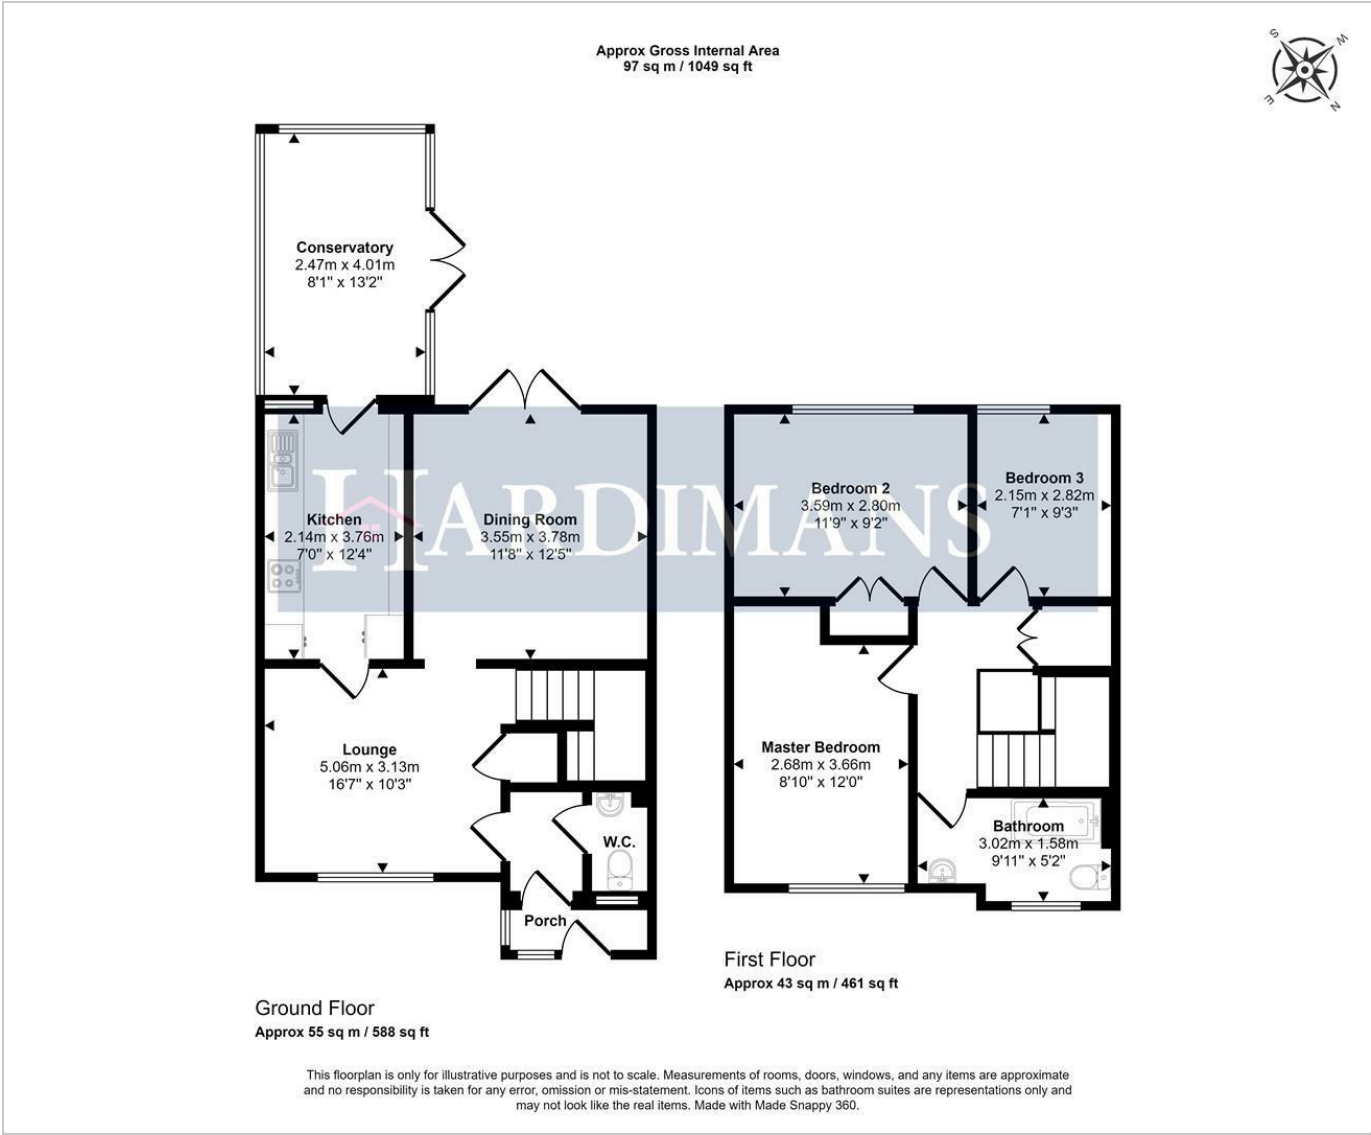 Approx Gross Internal Area
97 sq m / 1049 sq ft
S
W
E
N
Conservatory
2.47m x 4.01m
8'1" x 13'2"
Kitchen
2.14m x 3.76m
7'0" x 12'4"
Dining Room
3.55m x 3.78m
11'8" x 12'5"
Bedroom 2
3.59m x 2.80m
11'9" x 9'2"
Bedroom 3
2.15m x 2.82m
7'1" x 9'3"
HARDIMANS
Lounge
5.06m x 3.13m
16'7" x 10'3"
W.C.
Porch
Master Bedroom
2.68m x 3.66m
8'10" x 12'0"
Bathroom
3.02m x 1.58m
9'11" x 5'2"
First Floor
Approx 43 sq m / 461 sq ft
Ground Floor
Approx 55 sq m / 588 sq ft
This floorplan is only for illustrative purposes and is not to scale. Measurements of rooms, doors, windows, and any items are approximate
and no responsibility is taken for any error, omission or mis-statement. Icons of items such as bathroom suites are representations only and
may not look like the real items. Made with Made Snappy 360.